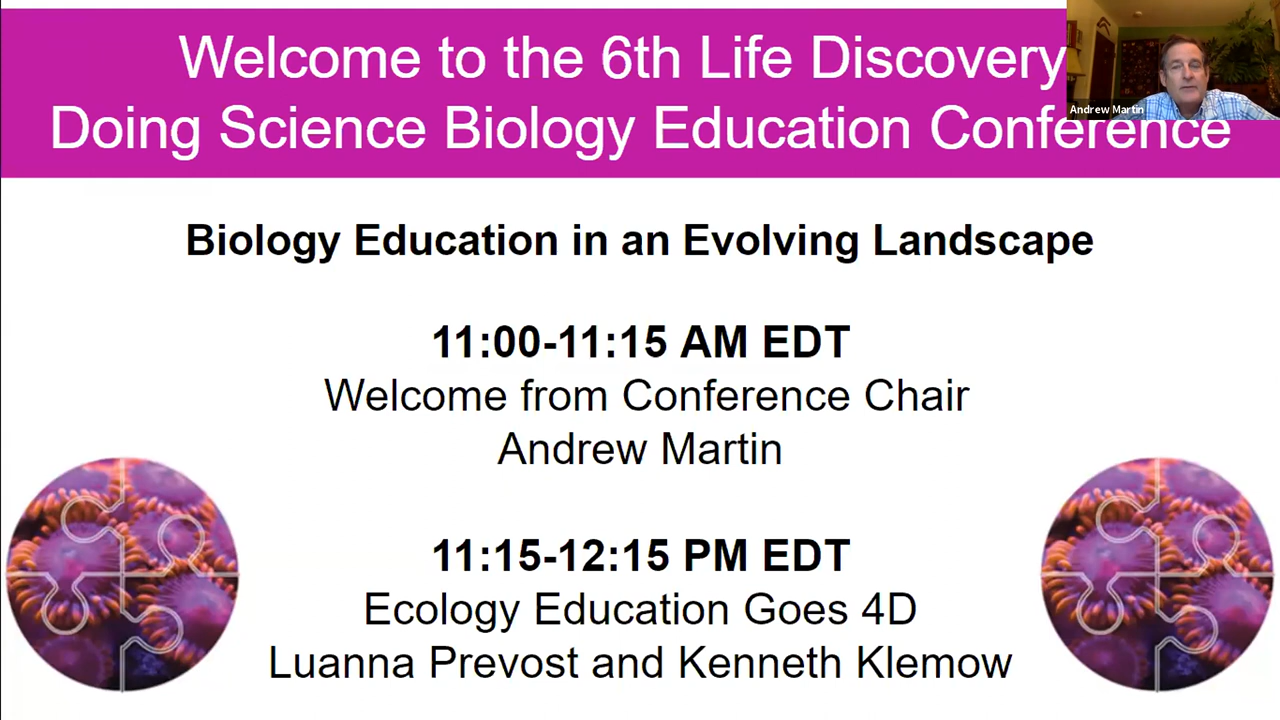 Welcome to the 6th Life Discovery
Doing Science Biology Education Conference
Andrew Martin
Biology Education in an Evolving Landscape
11:00-11:15 AM EDT
Welcome from Conference Chair
Andrew Martin
11:15-12:15 PM EDT
Ecology Education Goes 4D
Luanna Prevost and Kenneth Klemow